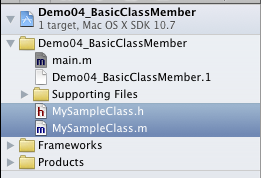 Demo04_BasicClassMember
1 target, Mac OS X SDK 10.7
Demo04_BasicClassMember
m main.m
Demo04_BasicClassMember.1
Supporting Files
h MySampleClass.h
m MySampleClass.m
Frameworks
Products